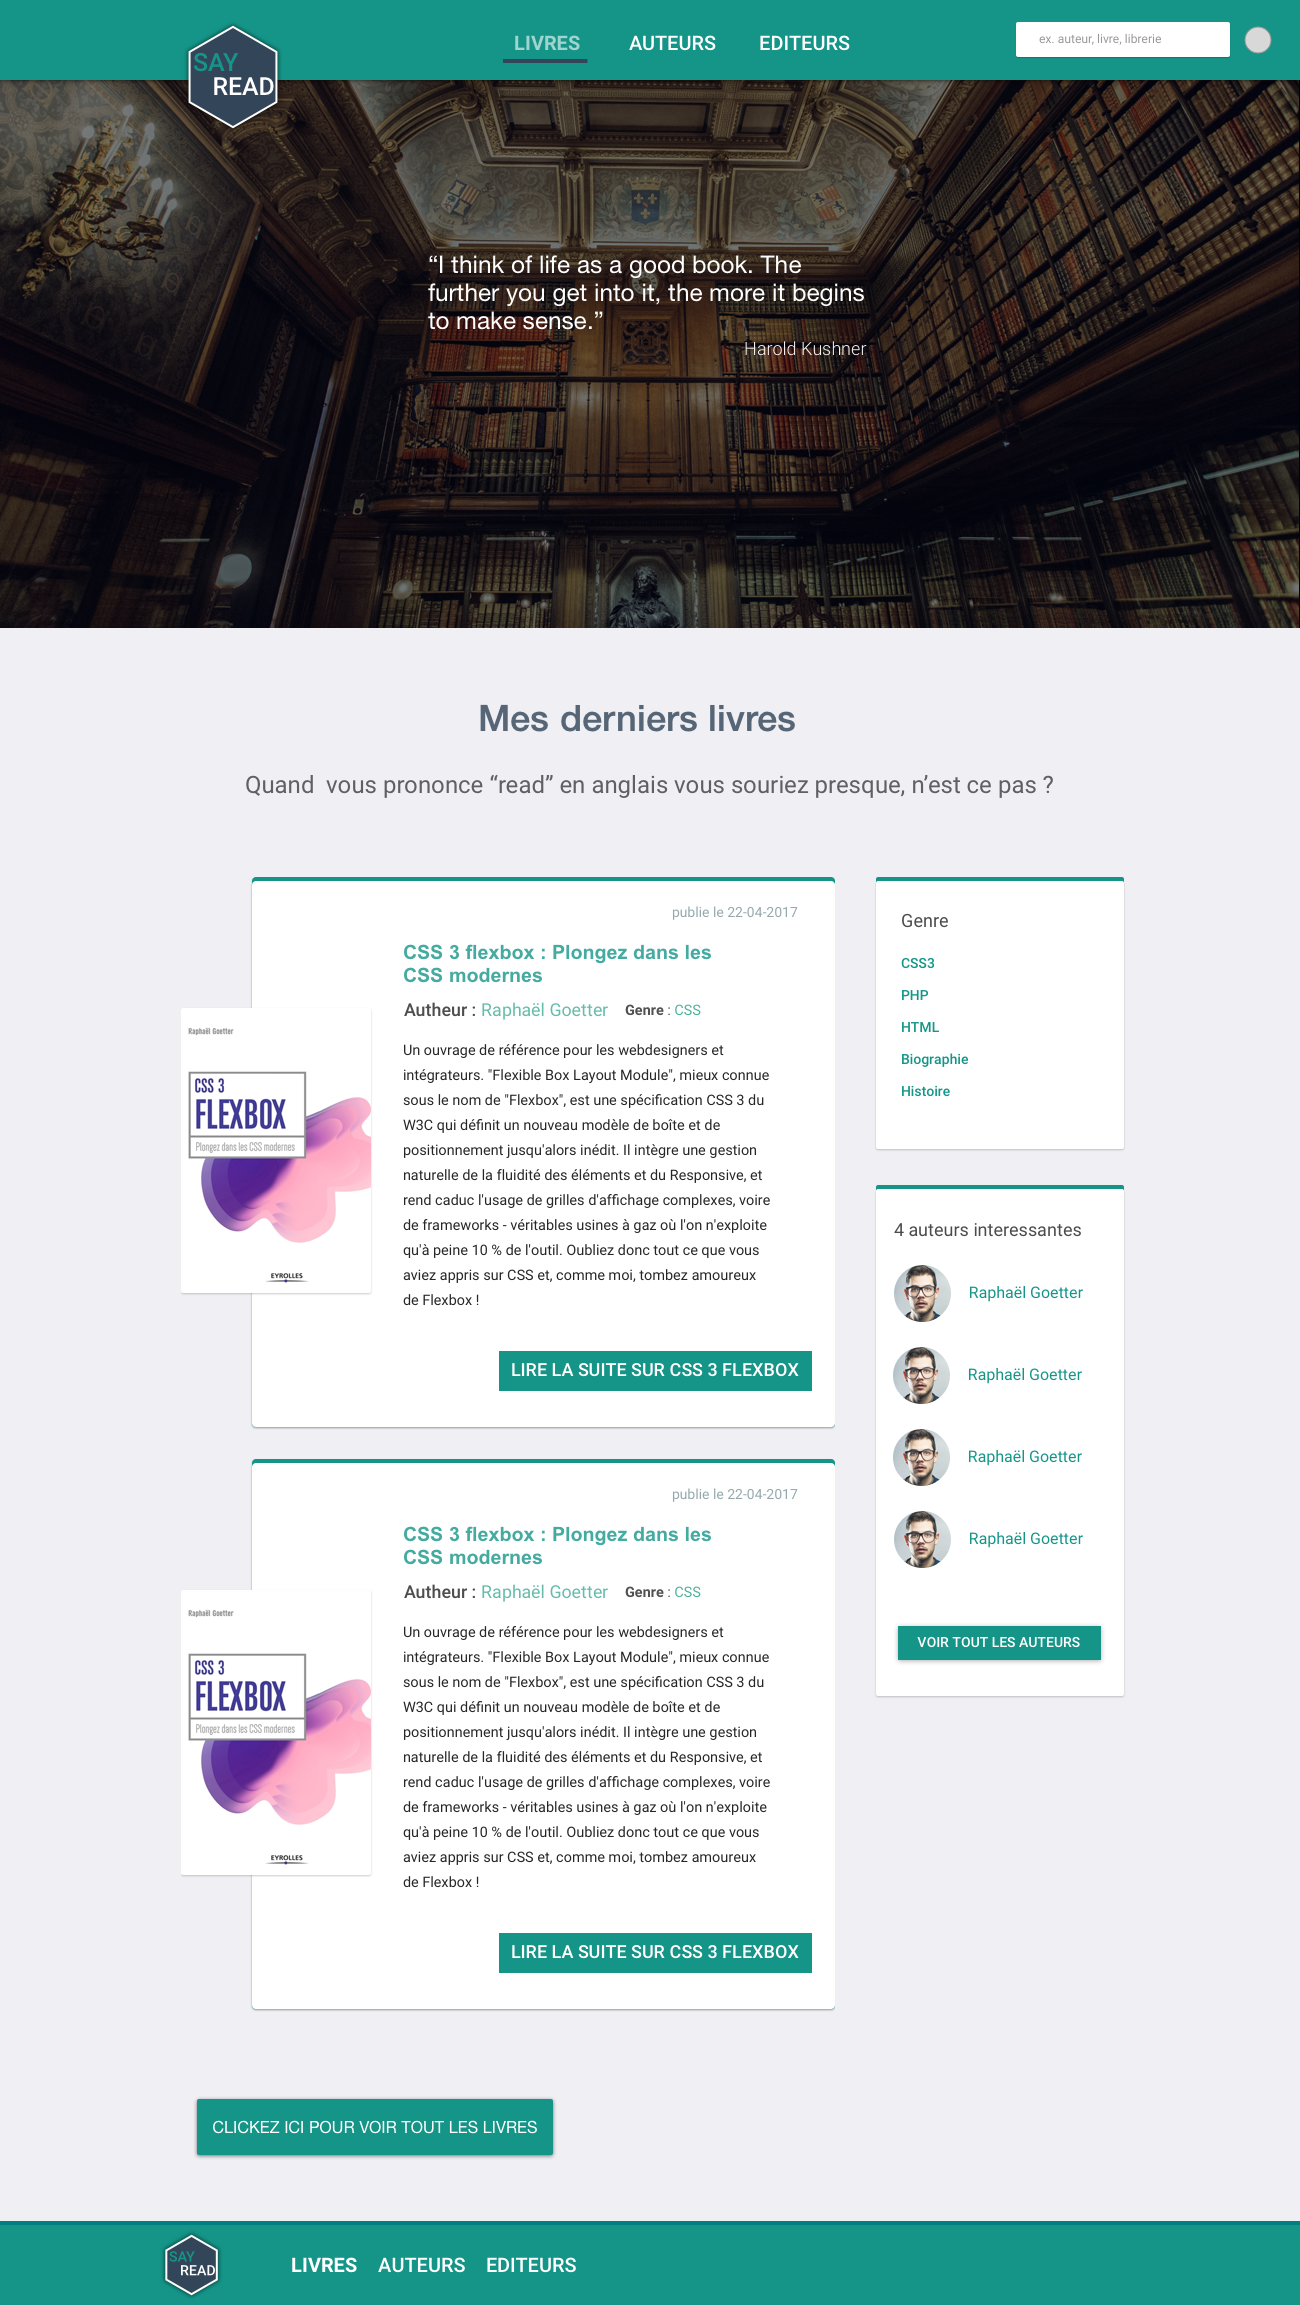 SAY
READ
LIVRES
AUTEURS
EDITEURS
ex. auteur, livre, librerie
“I think of life as a good book. The
further you get into it, the more it begins
to make sense.”
Harold Kushner
Mes derniers livres
Quand  vous prononce “read” en anglais vous souriez presque, n’est ce pas ?
publie le 22-04-2017
CSS 3 flexbox : Plongez dans les
CSS modernes
Autheur : Raphaël Goetter Genre : CSS
Raphaël Goetter
CSS 3
FLEXBOX
Plongez dans les CSS modernes
EYROLLES
Un ouvrage de référence pour les webdesigners et
intégrateurs. "Flexible Box Layout Module", mieux connue
sous le nom de "Flexbox", est une spécification CSS 3 du
W3C qui définit un nouveau modèle de boîte et de
positionnement jusqu'alors inédit. Il intègre une gestion
naturelle de la fluidité des éléments et du Responsive, et
rend caduc l'usage de grilles d'affichage complexes, voire
de frameworks - véritables usines à gaz où l'on n'exploite
qu'à peine 10 % de l'outil. Oubliez donc tout ce que vous
aviez appris sur CSS et, comme moi, tombez amoureux
de Flexbox !
LIRE LA SUITE SUR CSS 3 FLEXBOX
publie le 22-04-2017
CSS 3 flexbox : Plongez dans les
CSS modernes
Autheur : Raphaël Goetter Genre : CSS
Raphaël Goetter
CSS 3
FLEXBOX
Plongez dans les CSS modernes
EYROLLES
Un ouvrage de référence pour les webdesigners et
intégrateurs. "Flexible Box Layout Module", mieux connue
sous le nom de "Flexbox", est une spécification CSS 3 du
W3C qui définit un nouveau modèle de boîte et de
positionnement jusqu'alors inédit. Il intègre une gestion
naturelle de la fluidité des éléments et du Responsive, et
rend caduc l'usage de grilles d'affichage complexes, voire
de frameworks - véritables usines à gaz où l'on n'exploite
qu'à peine 10 % de l'outil. Oubliez donc tout ce que vous
aviez appris sur CSS et, comme moi, tombez amoureux
de Flexbox !
LIRE LA SUITE SUR CSS 3 FLEXBOX
Genre
CSS3
PHP
HTML
Biographie
Histoire
4 auteurs interessantes
Raphaël Goetter
Raphaël Goetter
Raphaël Goetter
Raphaël Goetter
VOIR TOUT LES AUTEURS
CLICKEZ ICI POUR VOIR TOUT LES LIVRES
SAY
READ
LIVRES
AUTEURS
EDITEURS